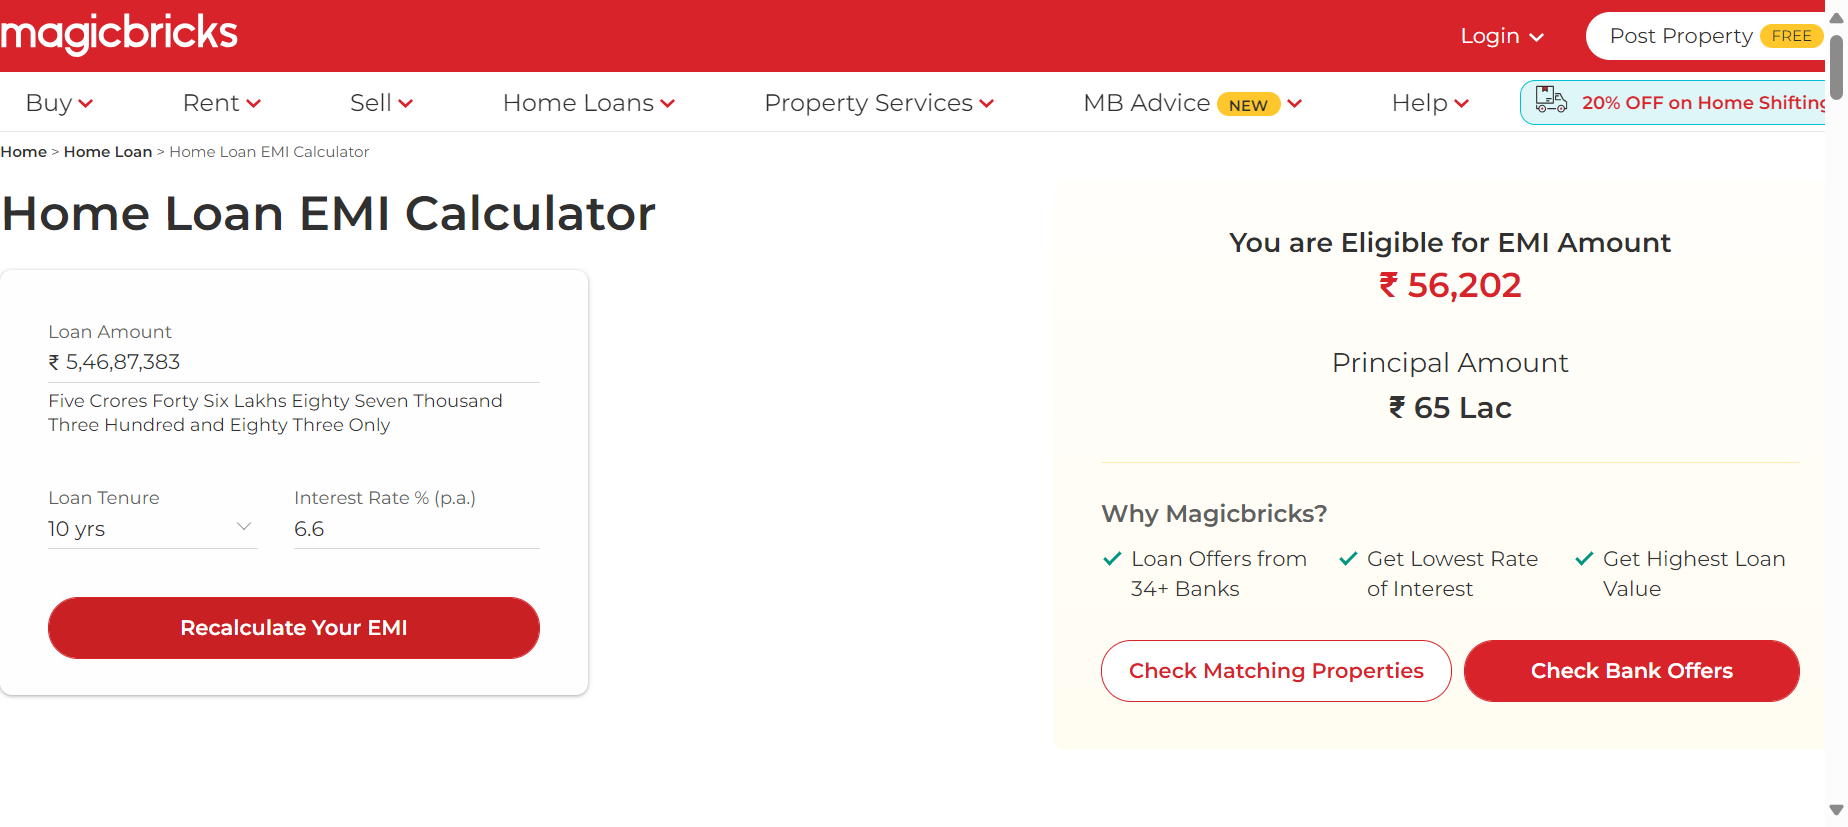 magicbricks
Login
Post Property FREE
Buy
Rent
Sell
Home Loans
Property Services
MB Advice NEW
Help
20% OFF on Home Shifting
Home > Home Loan > Home Loan EMI Calculator
Home Loan EMI Calculator
Loan Amount
₹ 5,46,87,383
Five Crores Forty Six Lakhs Eighty Seven Thousand
Three Hundred and Eighty Three Only
Loan Tenure
10 yrs
Interest Rate % (p.a.)
6.6
Recalculate Your EMI
You are Eligible for EMI Amount
₹ 56,202
Principal Amount
₹ 65 Lac
Why Magicbricks?
Loan Offers from
34+ Banks
Get Lowest Rate
of Interest
Get Highest Loan
Value
Check Matching Properties
Check Bank Offers